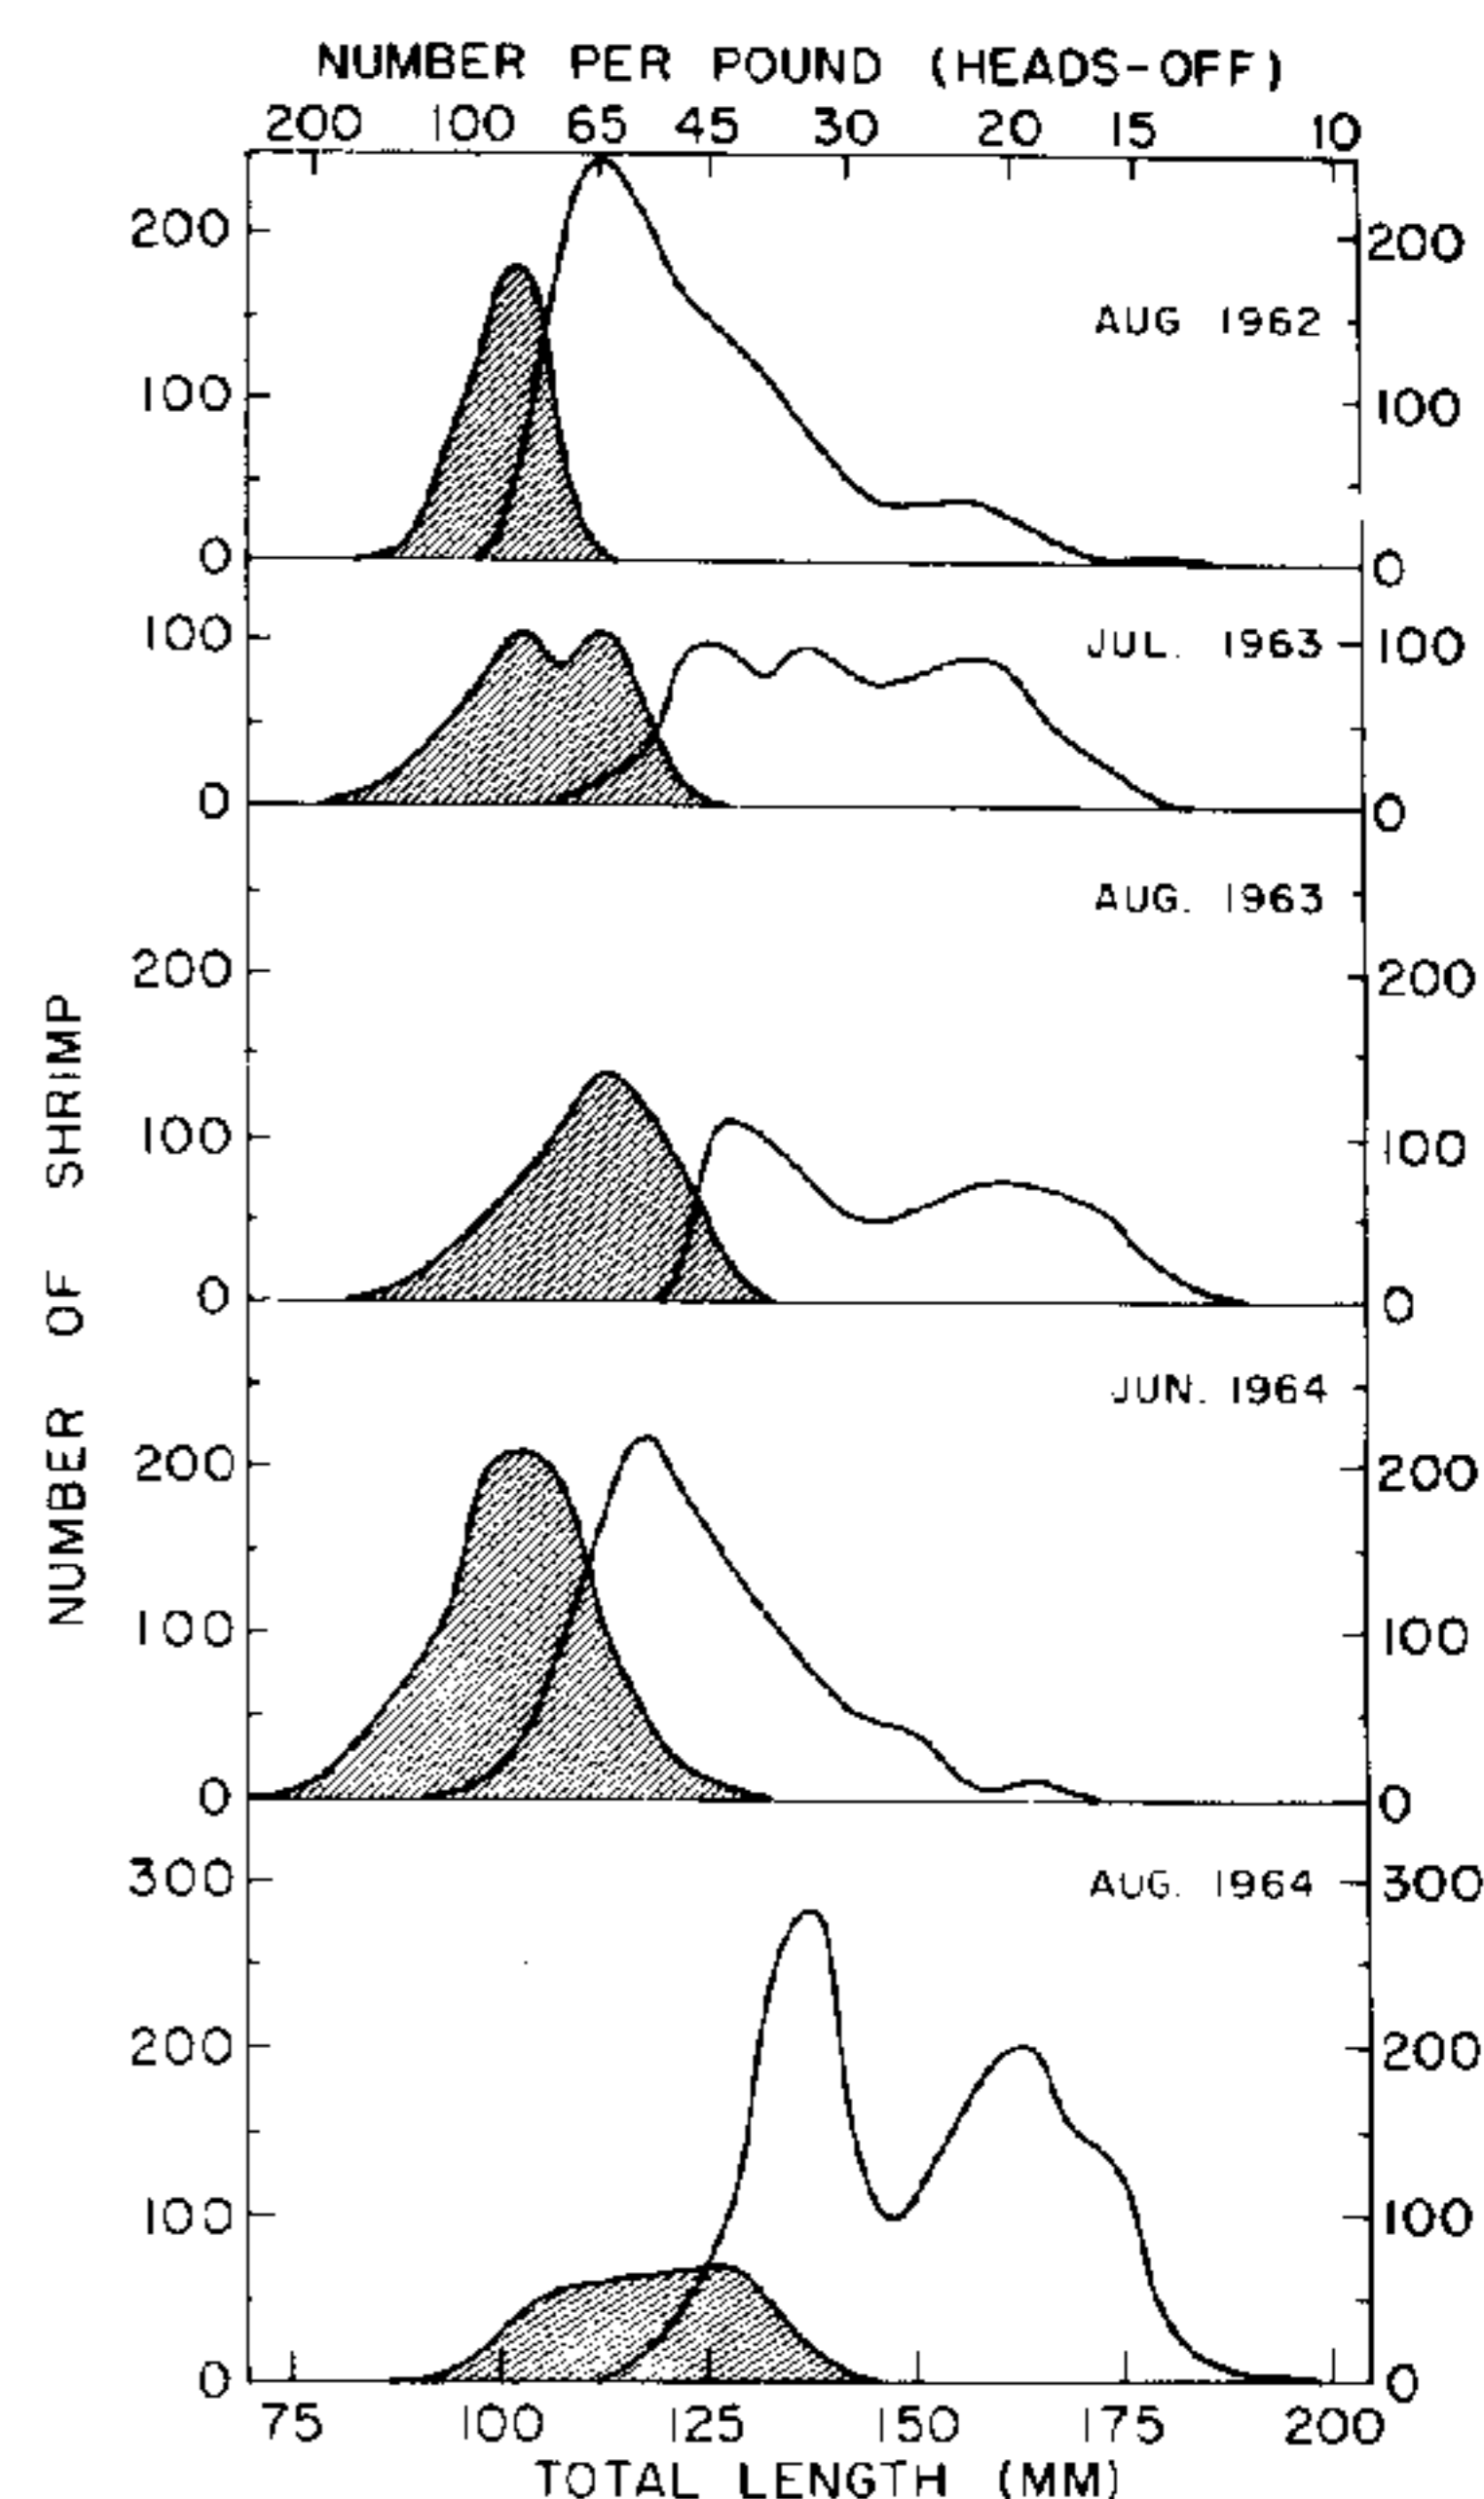 NUMBER PER POUND (HEADS-OFF)
200 100 65 45 30 20 15 10
200 200
AUG 1962
100 100
0 0
100 JUL. 1963 100
0 0
AUG. 1963
200 200
100 100
0 0
JUN. 1964
200 200
100 100
0 0
300 AUG. 1964 300
200 200
100 100
0 0
75 100 125 150 175 200
TOTAL LENGTH (MM)
NUMBER OF SHRIMP